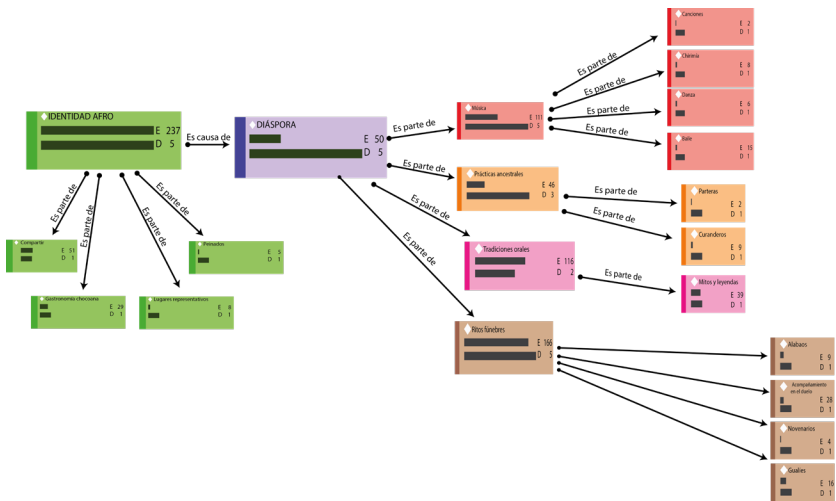 IDENTIDAD AFRO
E 237
D 5
Es causa de
DIÁSPORA
E 50
D 5
Es parte de
Es parte de
Es parte de
Es parte de
Comparte
E 51
D 1
Peinados
E 5
D 1
Gastronomía chocoana
E 29
D 1
Lugares representativos
E 8
D 1
Es parte de
Es parte de
Es parte de
Es parte de
Música
E 111
D 5
Es parte de
Es parte de
Es parte de
Es parte de
Canciones
E 2
D 1
Chirimía
E 8
D 1
Danza
E 6
D 1
Baile
E 15
D 1
Prácticas ancestrales
E 46
D 3
Es parte de
Es parte de
Parteras
E 2
D 1
Curanderos
E 9
D 1
Tradiciones orales
E 116
D 2
Es parte de
Mitos y leyendas
E 39
D 1
Ritos fúnebres
E 166
D 5
Alabaos
E 9
D 1
Acompañamiento
en el duelo
E 28
D 1
Novenarios
E 4
D 1
Gualíes
E 16
D 1